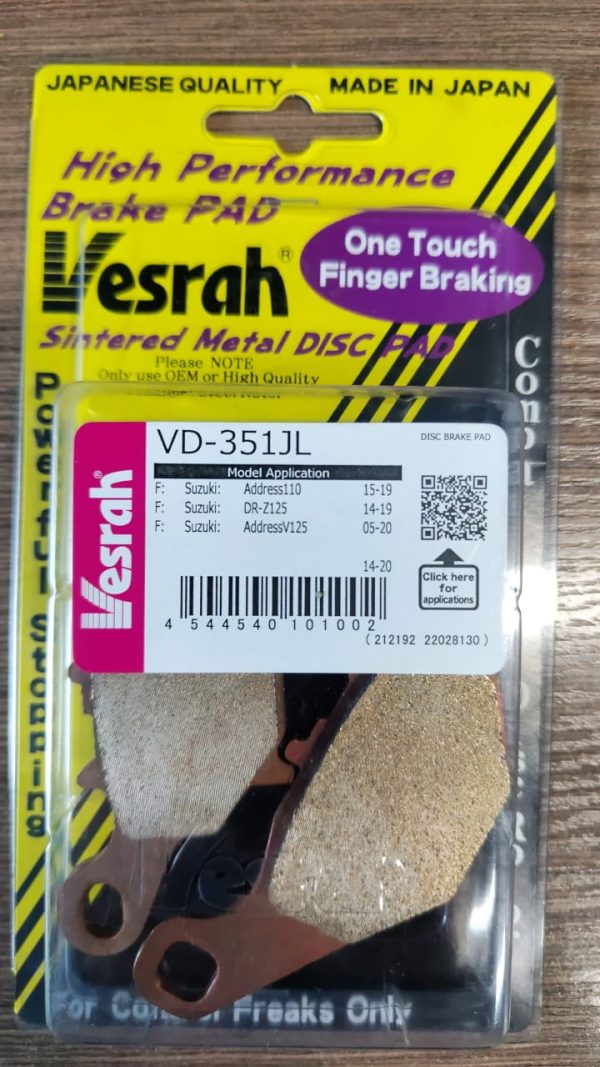 JAPANESE QUALITY MADE IN JAPAN
High Performance
Brake PAD
Vesrah®
One Touch
Finger Braking
Sintered Metal DISC PAD
Please NOTE
Only use OEM or High Quality
Powerful Stopping
VD-351JL
DISC BRAKE PAD
Model Application
F: Suzuki: Address110 15-19
F: Suzuki: DR-Z125 14-19
F: Suzuki: AddressV125 05-20
14-20
Vesrah®
Click here
for
applications
4 544540 101002
(212192 22028130)
For Control Freaks Only